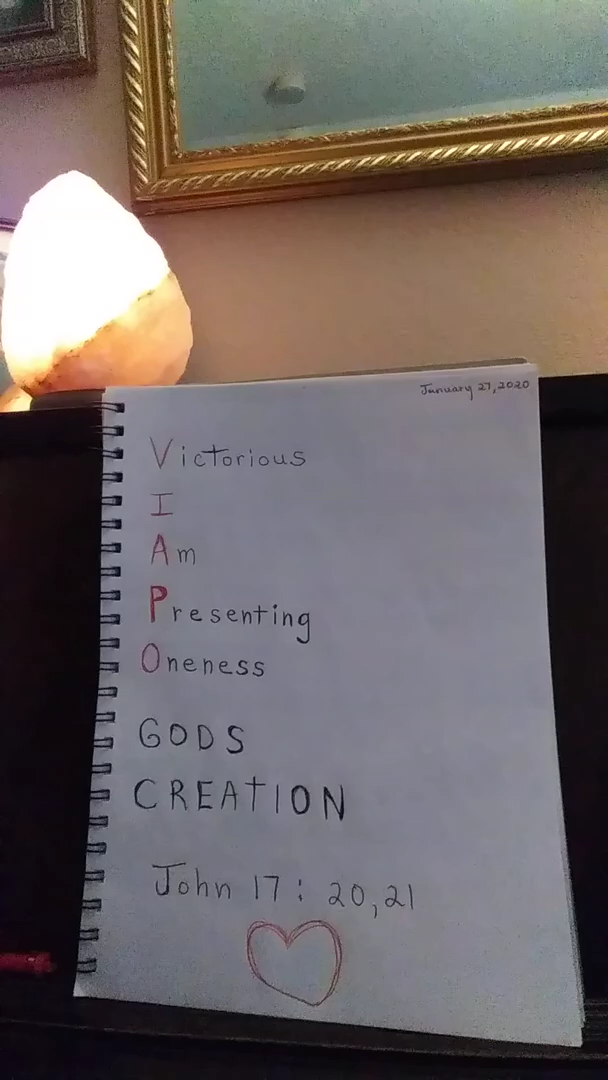 January 27, 2020
Victorious
I
Am
Presenting
Oneness
GODS
CREATION
John 17: 20,21